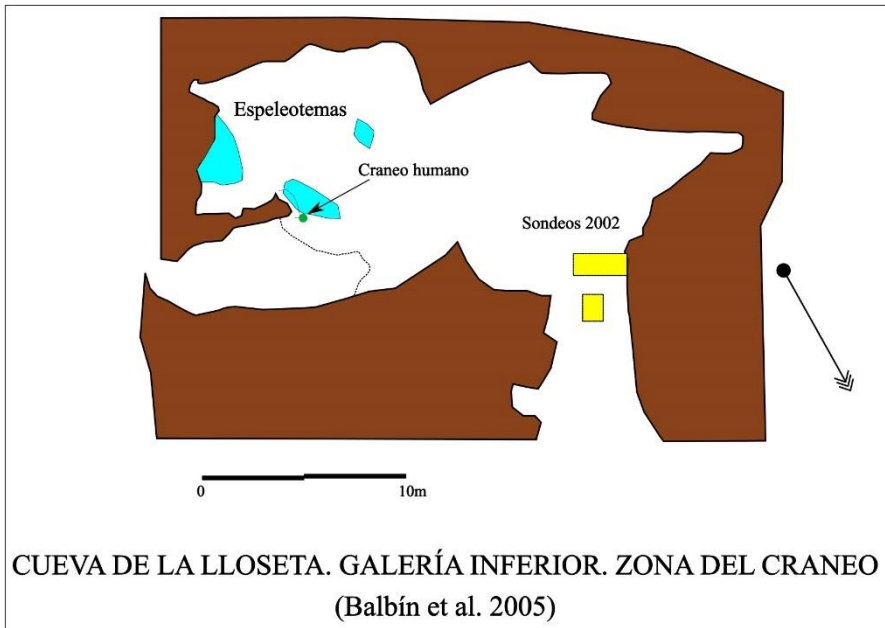 Espeleotemas
Craneo humano
Sondeos 2002
0 10m
CUEVA DE LA LLOSETA. GALERÍA INFERIOR. ZONA DEL CRANEO
(Balbín et al. 2005)